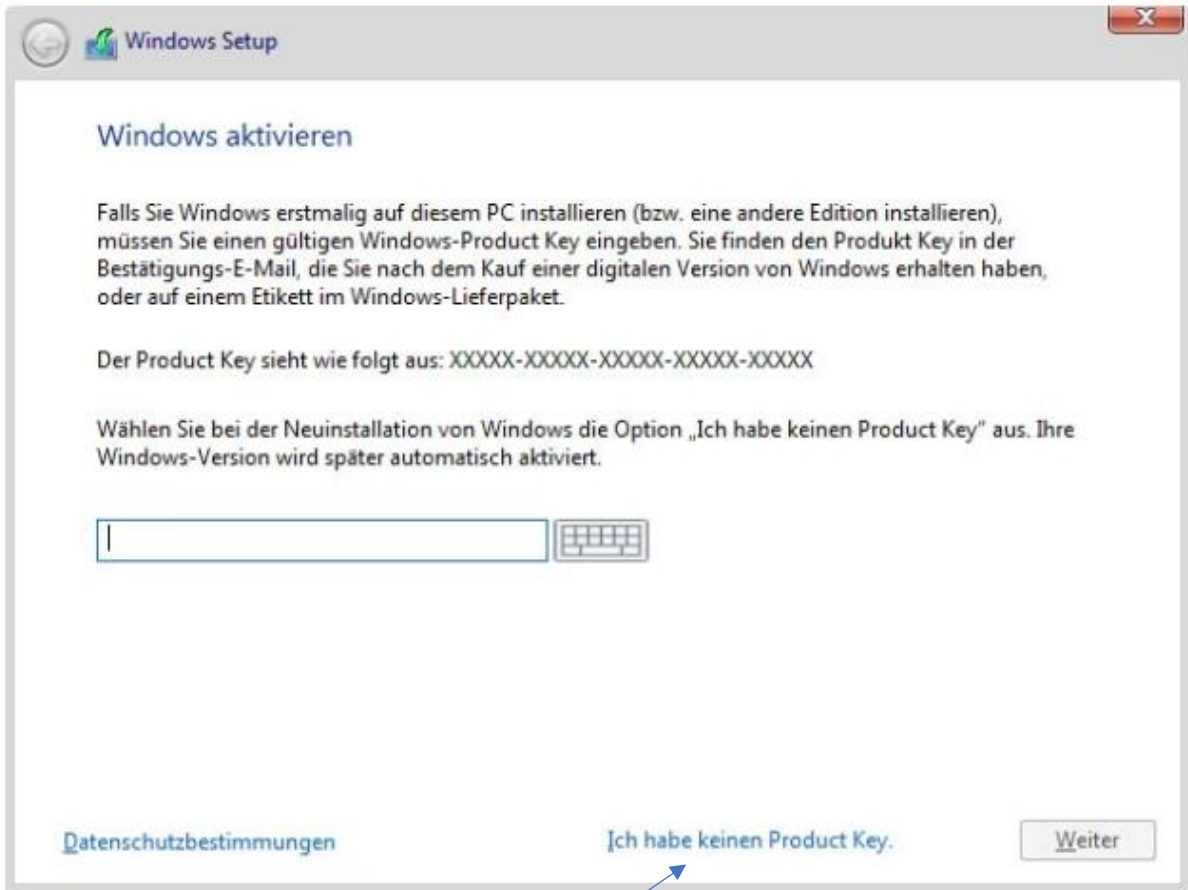 Windows Setup
Windows aktivieren
Falls Sie Windows erstmalig auf diesem PC installieren (bzw. eine andere Edition installieren),
müssen Sie einen gültigen Windows-Product Key eingeben. Sie finden den Produkt Key in der
Bestätigungs-E-Mail, die Sie nach dem Kauf einer digitalen Version von Windows erhalten haben,
oder auf einem Etikett im Windows-Lieferpaket.
Der Product Key sieht wie folgt aus: XXXXX-XXXXX-XXXXX-XXXXX-XXXXX
Wählen Sie bei der Neuinstallation von Windows die Option „Ich habe keinen Product Key“ aus. Ihre
Windows-Version wird später automatisch aktiviert.
Datenschutzbestimmungen
Ich habe keinen Product Key.
Weiter